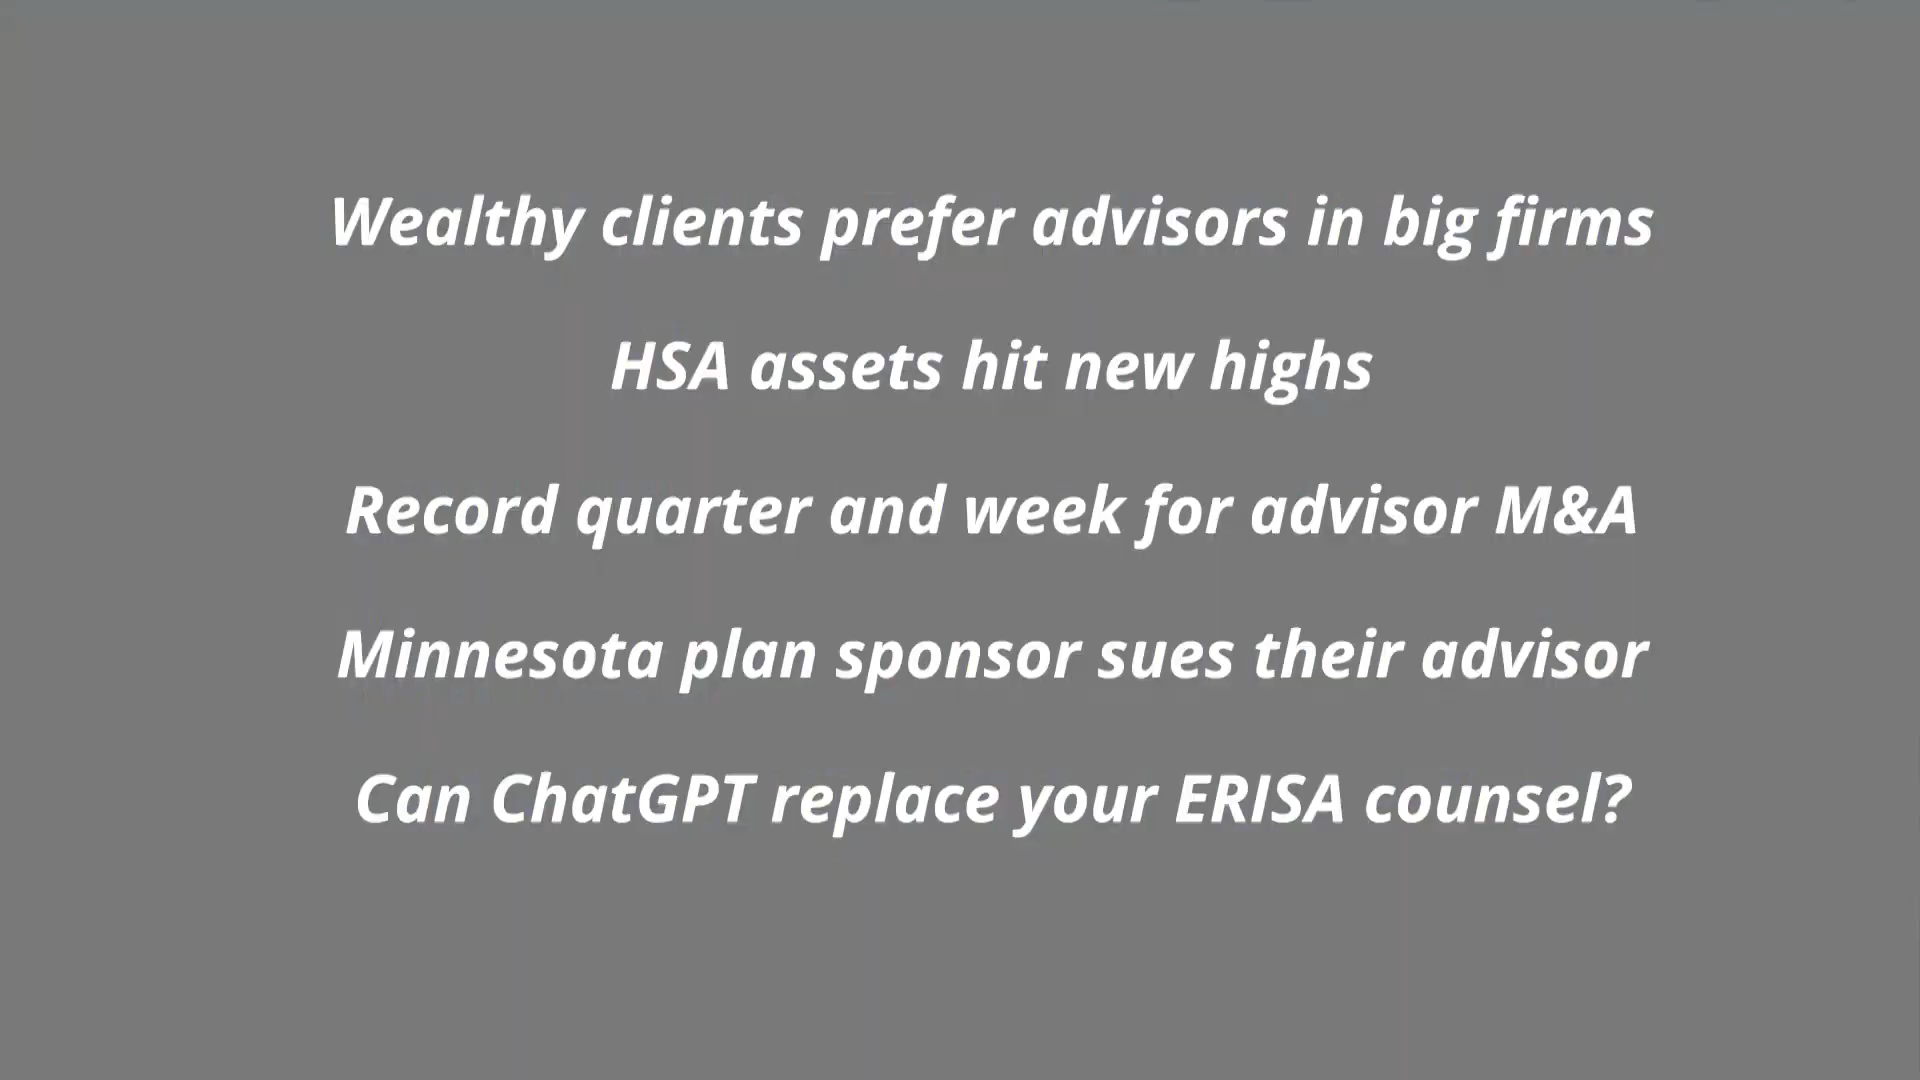 Wealthy clients prefer advisors in big firms
HSA assets hit new highs
Record quarter and week for advisor M&A
Minnesota plan sponsor sues their advisor
Can ChatGPT replace your ERISA counsel?